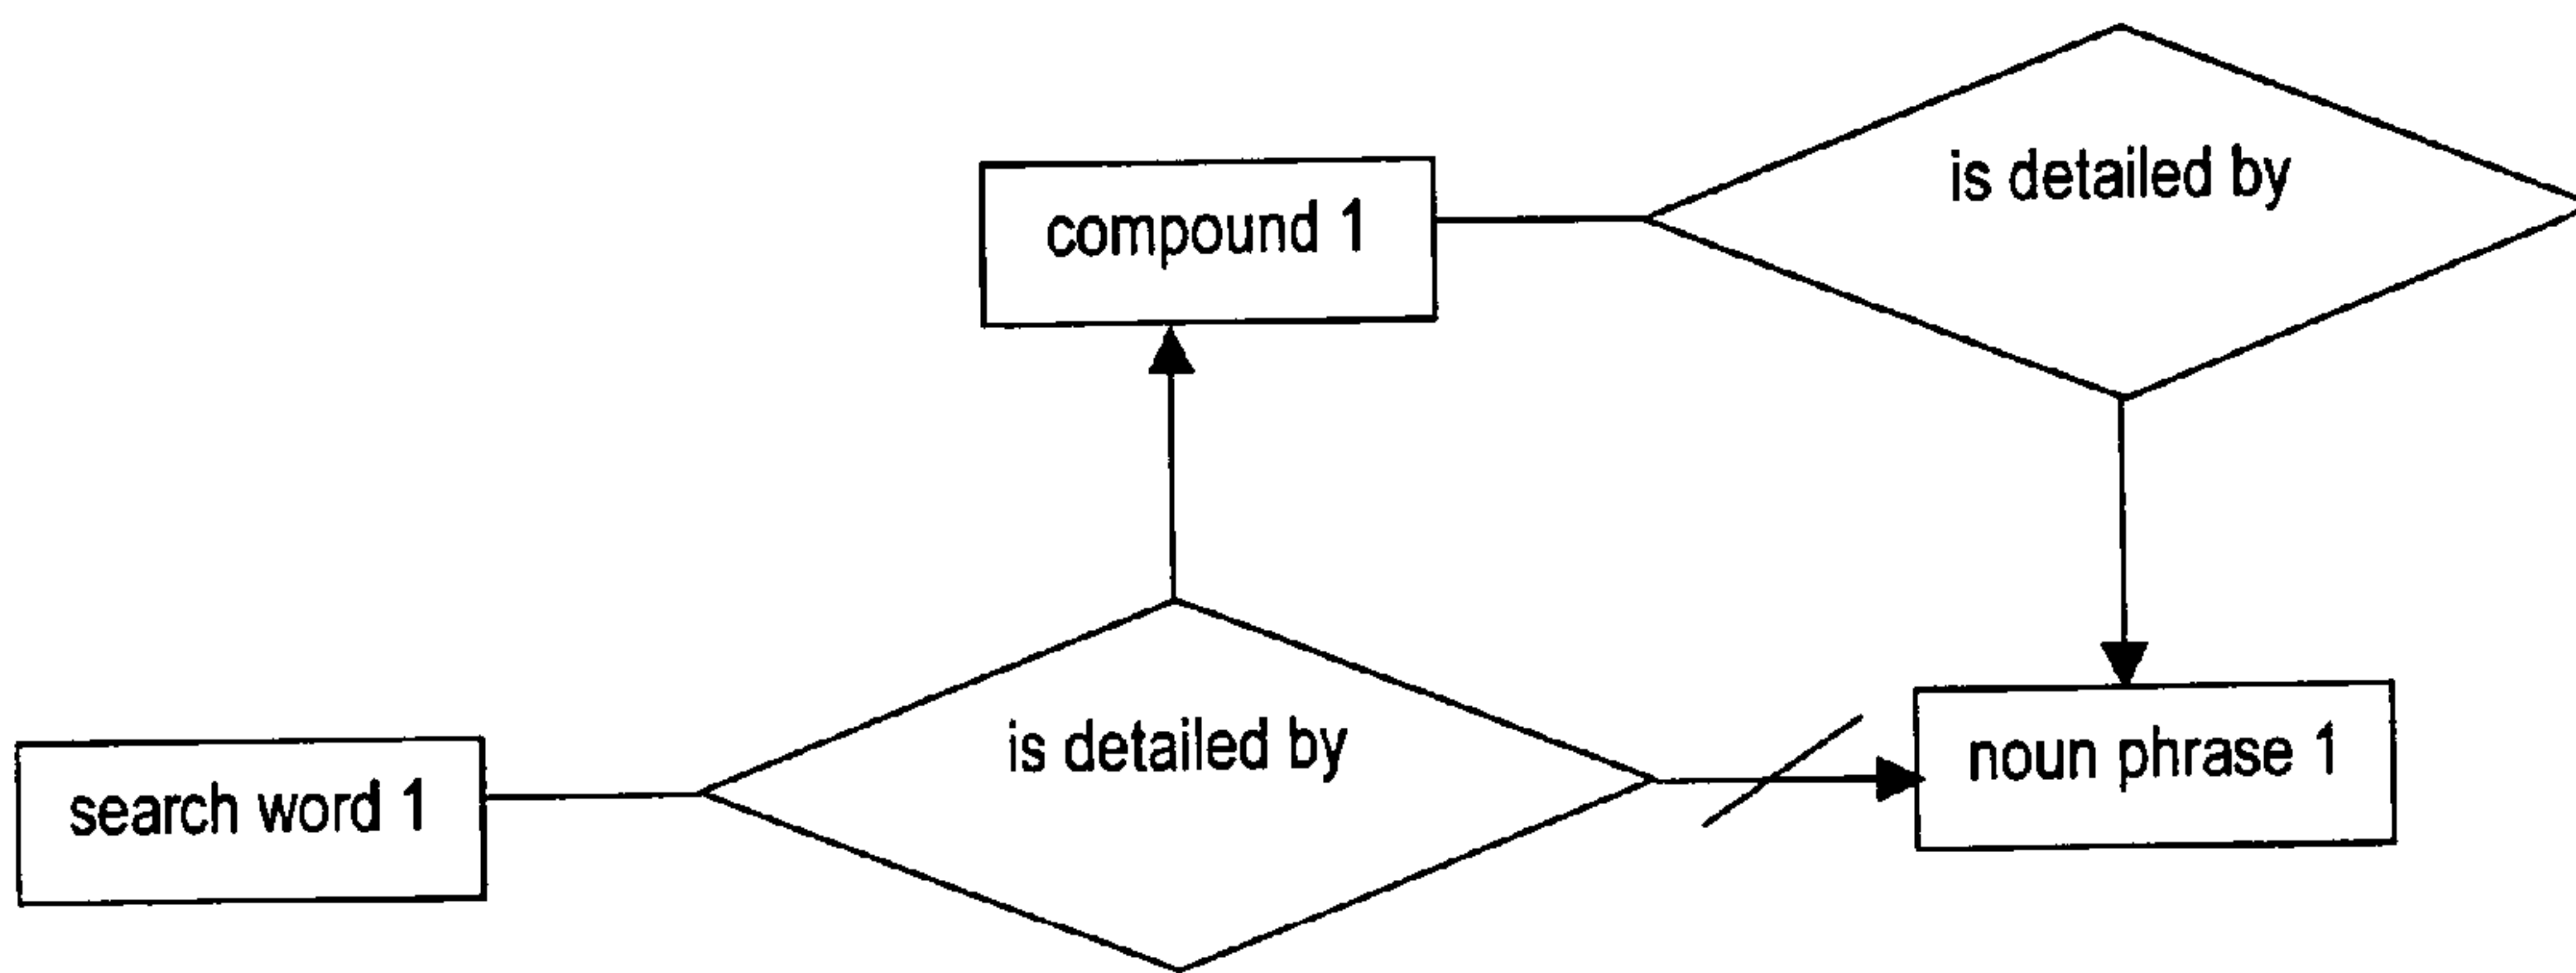 is detailed by
compound 1
is detailed by
noun phrase 1
search word 1